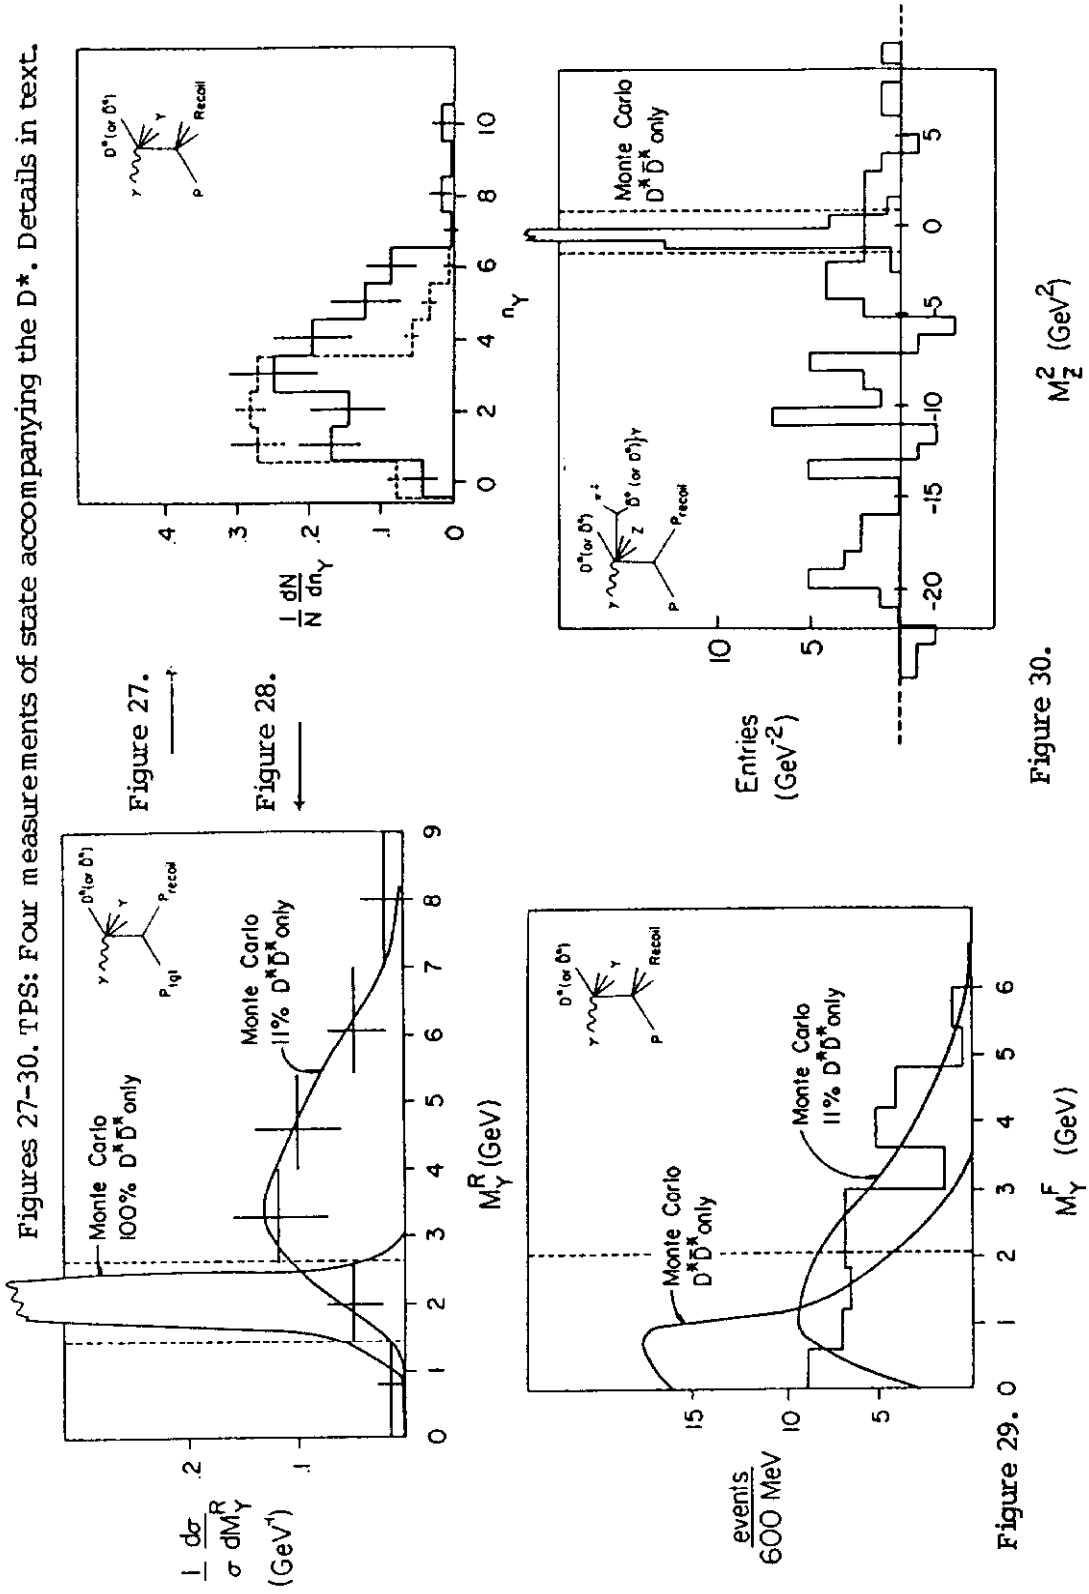 Figures 27-30. TPS: Four measurements of state accompanying the D*. Details in text.
1/σ dσ/dM_Y^R (GeV⁻¹)
.2
.1
Monte Carlo
100% D*D̄* only
Monte Carlo
11% D*D̄* only
γ
D*(or D̄*)
Y
P_tgt
P_recoil
0 1 2 3 4 5 6 7 8 9
M_Y^R (GeV)
Figure 27.
Figure 28.
1/N dN/dn_Y
.4
.3
.2
.1
0
γ
D*(or D̄*)
Y
P
Recoil
0 2 4 6 8 10
n_Y
events
600 MeV
15
10
5
Monte Carlo
D*D̄* only
Monte Carlo
11% D*D̄* only
γ
D*(or D̄*)
Y
P
Recoil
0 1 2 3 4 5 6
M_Y^F (GeV)
Figure 29.
Entries
(GeV⁻²)
10
5
γ
D*(or D̄*)
π±
D̄*(or D*)}Y
Z
P
P_recoil
Monte Carlo
D*D̄* only
-20 -15 -10 -5 0 5
M_Z² (GeV²)
Figure 30.